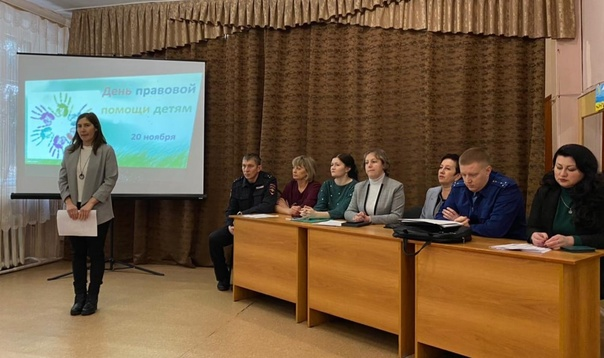 День правовой
помощи детям
20 ноября